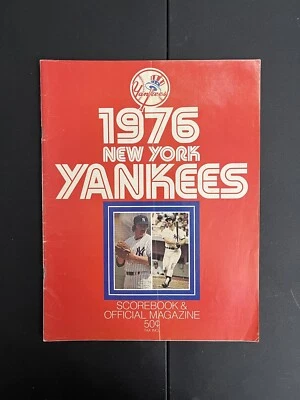 Yankees
1976
NEW YORK
YANKEES
SCOREBOOK &
OFFICIAL MAGAZINE
50¢